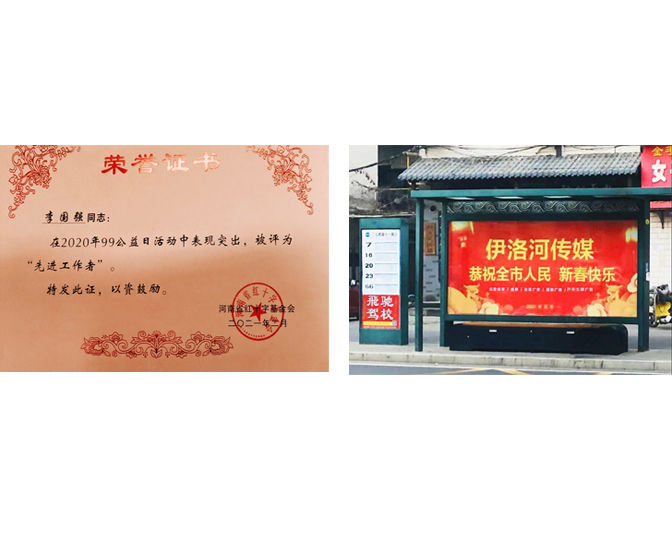 荣誉证书
李国强同志:
在2020年99公益日活动中表现突出,被评为
“先进工作者”。
特发此证,以资鼓励。
河南省红十字基金会
二〇二一年二月
7
16
20
23
66
飛馳
驾校
伊洛河传媒
恭祝全市人民 新春快乐
女